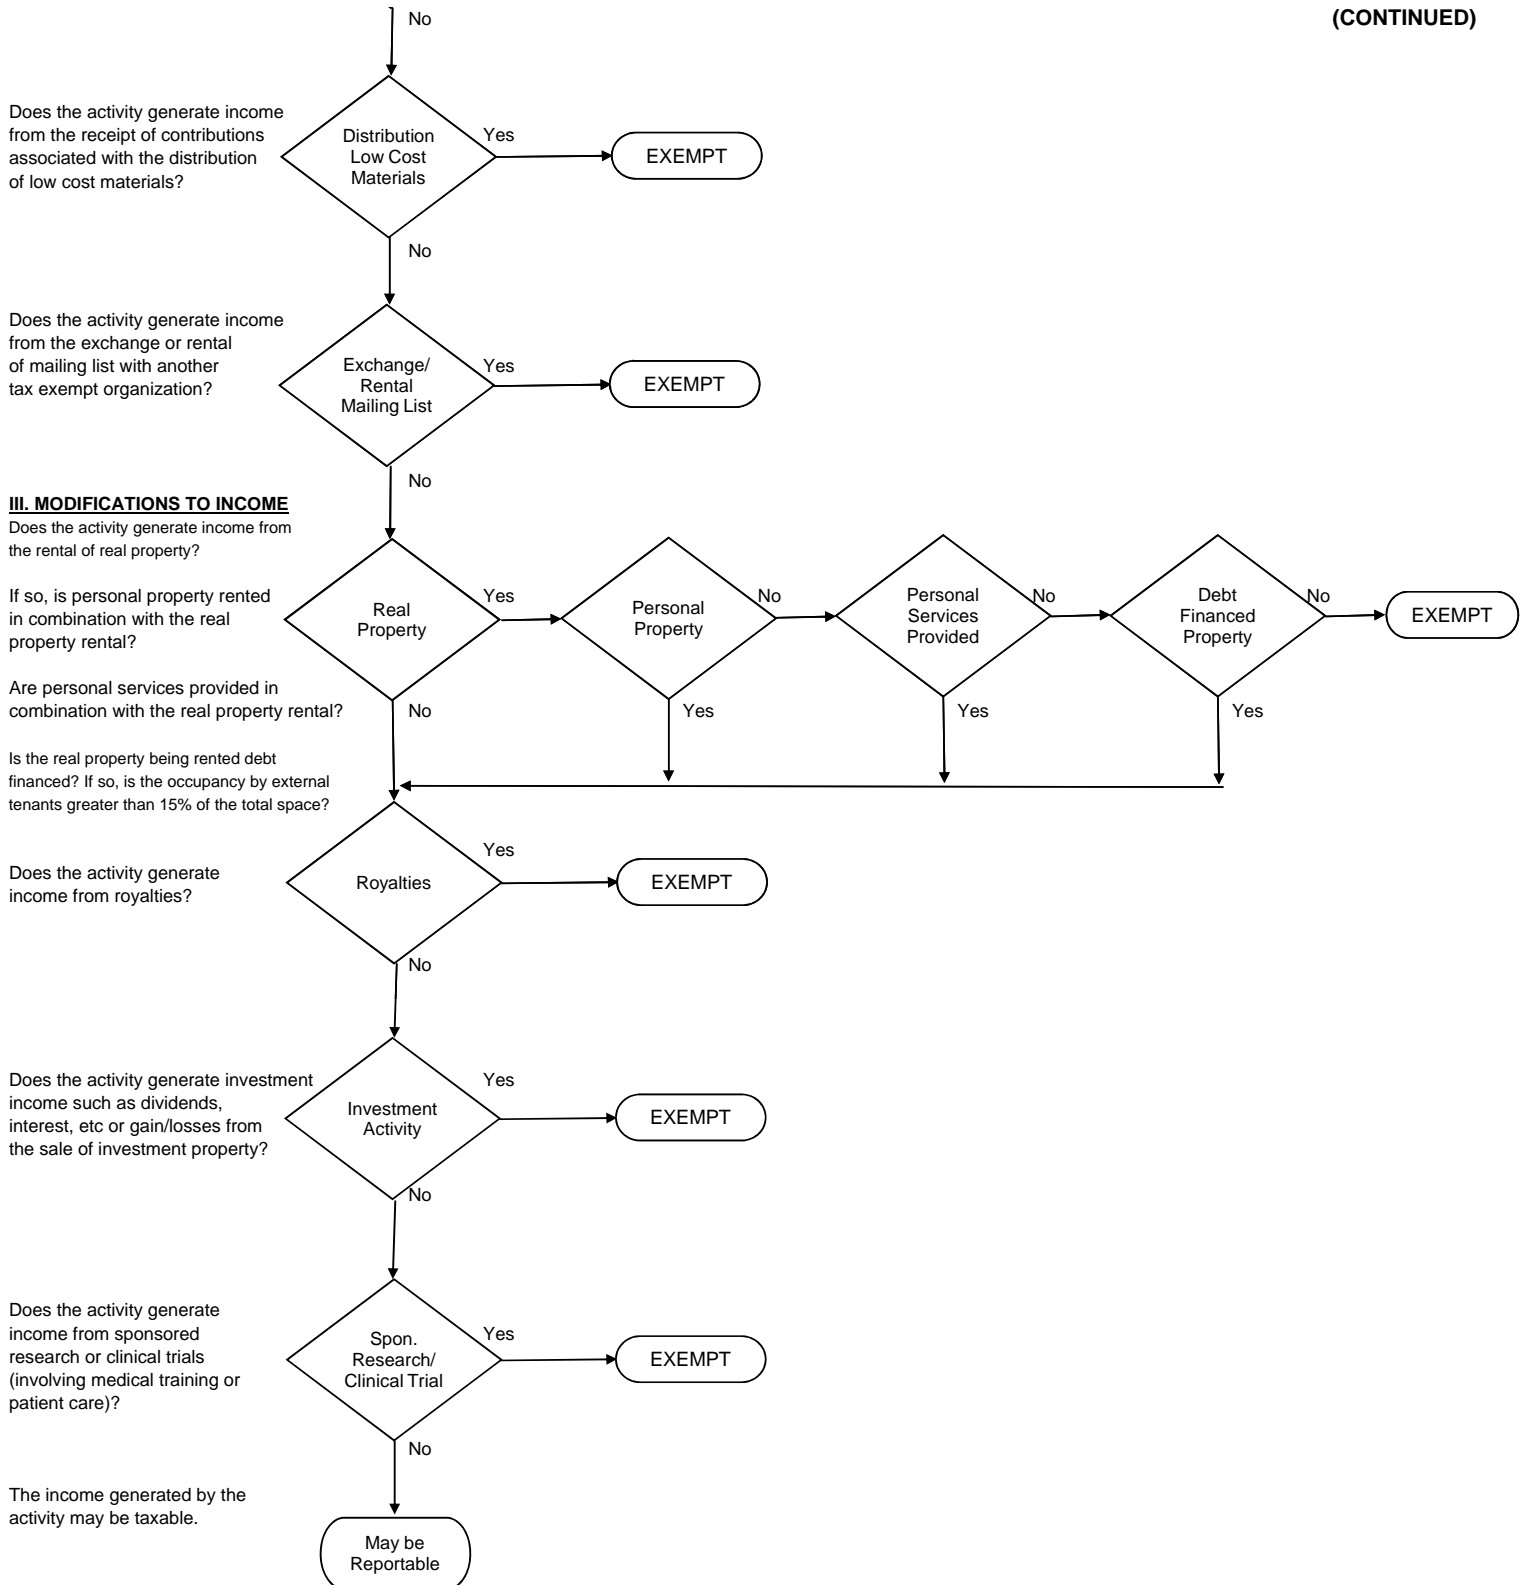 (CONTINUED)
No
Does the activity generate income
from the receipt of contributions
associated with the distribution
of low cost materials?
Distribution
Low Cost
Materials
Yes
EXEMPT
No
Does the activity generate income
from the exchange or rental
of mailing list with another
tax exempt organization?
Exchange/
Rental
Mailing List
Yes
EXEMPT
No
III. MODIFICATIONS TO INCOME
Does the activity generate income from
the rental of real property?
If so, is personal property rented
in combination with the real
property rental?
Are personal services provided in
combination with the real property rental?
Is the real property being rented debt
financed? If so, is the occupancy by external
tenants greater than 15% of the total space?
Real
Property
Yes
Personal
Property
No
Personal
Services
Provided
No
Debt
Financed
Property
No
EXEMPT
No
Yes
Yes
Yes
Does the activity generate
income from royalties?
Royalties
Yes
EXEMPT
No
Does the activity generate investment
income such as dividends,
interest, etc or gain/losses from
the sale of investment property?
Investment
Activity
Yes
EXEMPT
No
Does the activity generate
income from sponsored
research or clinical trials
(involving medical training or
patient care)?
Spon.
Research/
Clinical Trial
Yes
EXEMPT
No
The income generated by the
activity may be taxable.
May be
Reportable